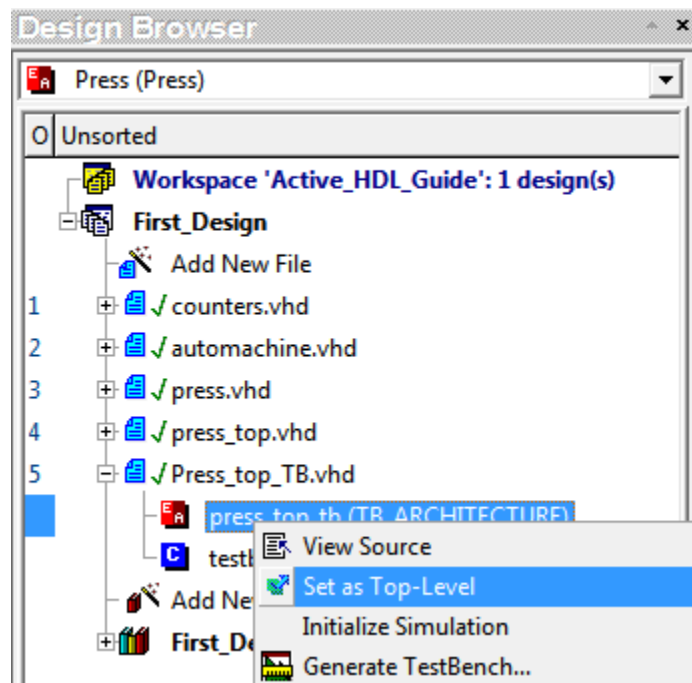 Design Browser
Press (Press)
O Unsorted
Workspace 'Active_HDL_Guide': 1 design(s)
First_Design
Add New File
1 counters.vhd
2 automachine.vhd
3 press.vhd
4 press_top.vhd
5 Press_top_TB.vhd
press_top_tb (TB_ARCHITECTURE)
View Source
Set as Top-Level
Add
Initialize Simulation
Generate TestBench...